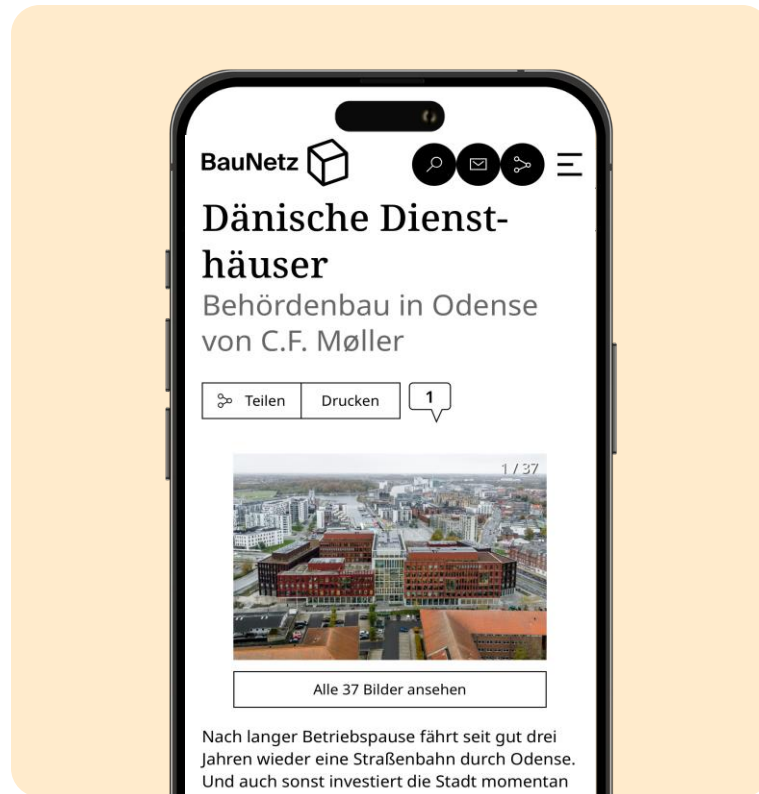 BauNetz
Dänische Dienst-
häuser
Behördenbau in Odense
von C.F. Møller
Teilen
Drucken
1
1 / 37
Alle 37 Bilder ansehen
Nach langer Betriebspause fährt seit gut drei
Jahren wieder eine Straßenbahn durch Odense.
Und auch sonst investiert die Stadt momentan